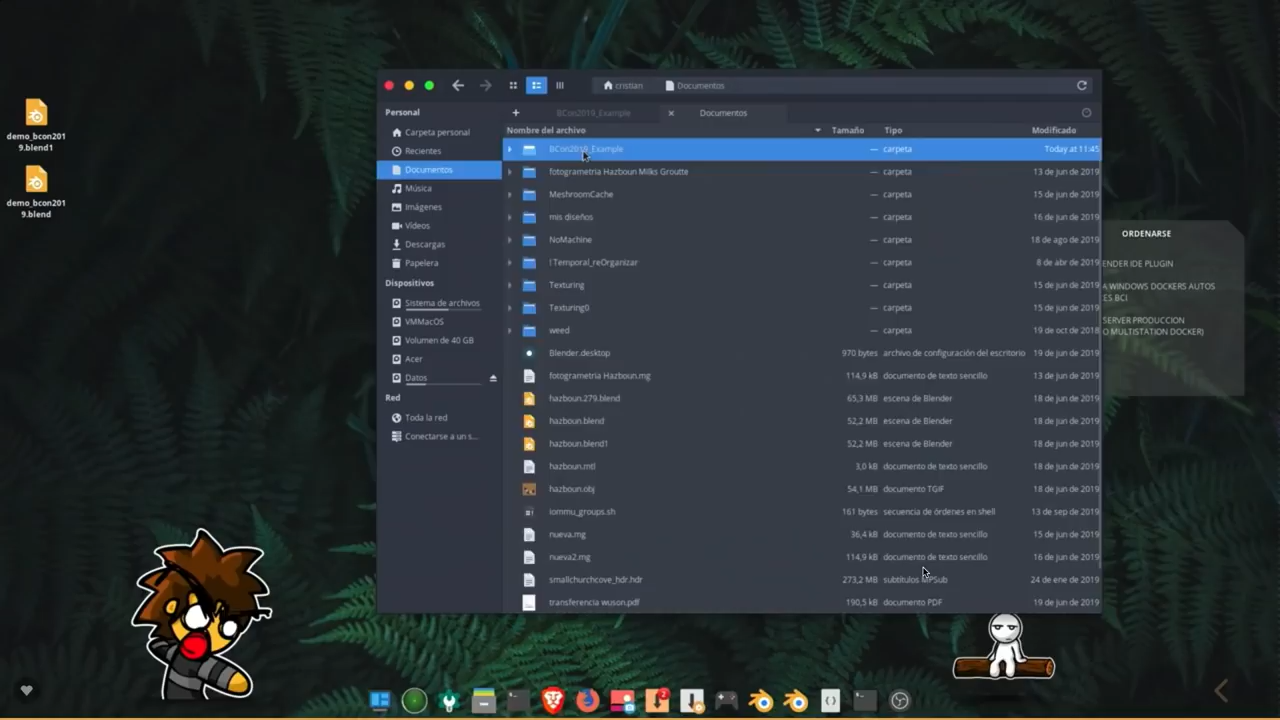 demo_bcon201
9.blend1
demo_bcon201
9.blend
cristian
Documentos
BCon2019_Example
Documentos
Personal
Carpeta personal
Recientes
Documentos
Música
Imágenes
Vídeos
Descargas
Papelera
Dispositivos
Sistema de archivos
VMMacOS
Volumen de 40 GB
Acer
Datos
Red
Toda la red
Conectarse a un s...
Nombre del archivo Tamaño Tipo Modificado
BCon2019_Example — carpeta Today at 11:45
fotogrametria Hazboun Milks Groutte — carpeta 13 de jun de 2019
MeshroomCache — carpeta 15 de jun de 2019
mis diseños — carpeta 16 de jun de 2019
NoMachine — carpeta 18 de ago de 2019
! Temporal_reOrganizar — carpeta 8 de abr de 2019
Texturing — carpeta 15 de jun de 2019
Texturing0 — carpeta 15 de jun de 2019
weed — carpeta 19 de oct de 2018
Blender.desktop 970 bytes archivo de configuración del escritorio 19 de jun de 2019
fotogrametria Hazboun.mg 114,9 kB documento de texto sencillo 13 de jun de 2019
hazboun.279.blend 65,3 MB escena de Blender 18 de jun de 2019
hazboun.blend 52,2 MB escena de Blender 18 de jun de 2019
hazboun.blend1 52,2 MB escena de Blender 18 de jun de 2019
hazboun.mtl 3,0 kB documento de texto sencillo 18 de jun de 2019
hazboun.obj 54,1 MB documento TGIF 18 de jun de 2019
iommu_groups.sh 161 bytes secuencia de órdenes en shell 13 de sep de 2019
nueva.mg 36,4 kB documento de texto sencillo 15 de jun de 2019
nueva2.mg 114,9 kB documento de texto sencillo 16 de jun de 2019
smallchurchcove_hdr.hdr 273,2 MB subtítulos MPSub 24 de ene de 2019
transferencia wuson.pdf 190,5 kB documento PDF 19 de jun de 2019
ORDENARSE
ENDER IDE PLUGIN
A WINDOWS DOCKERS AUTOS
ES BCI
SERVER PRODUCCION
O MULTISTATION DOCKER)
2